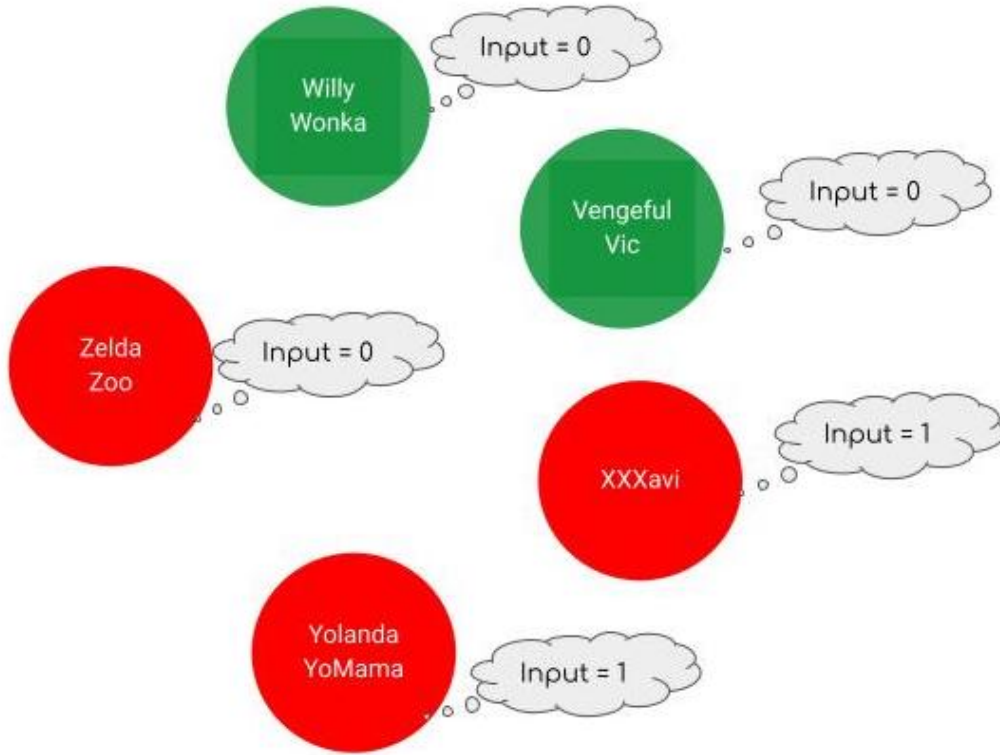 Willy
Wonka
Input = 0
Vengeful
Vic
Input = 0
Zelda
Zoo
Input = 0
XXXavi
Input = 1
Yolanda
YoMama
Input = 1